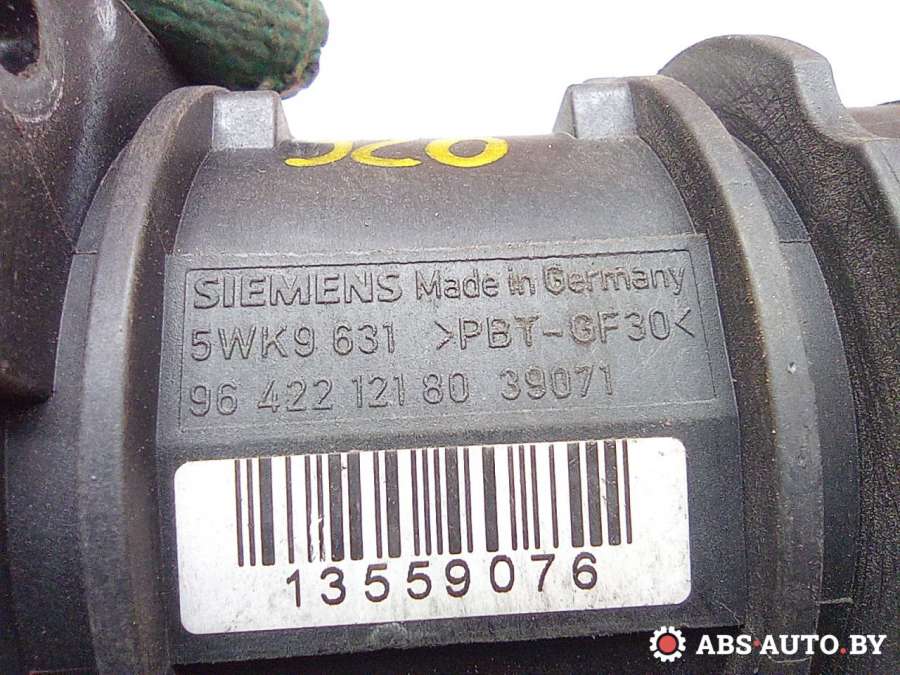 SIEMENS Made in Germany
5WK9 631 >PBT-GF30<
96 422 121 80 39071
13559076
ABS-AUTO.BY